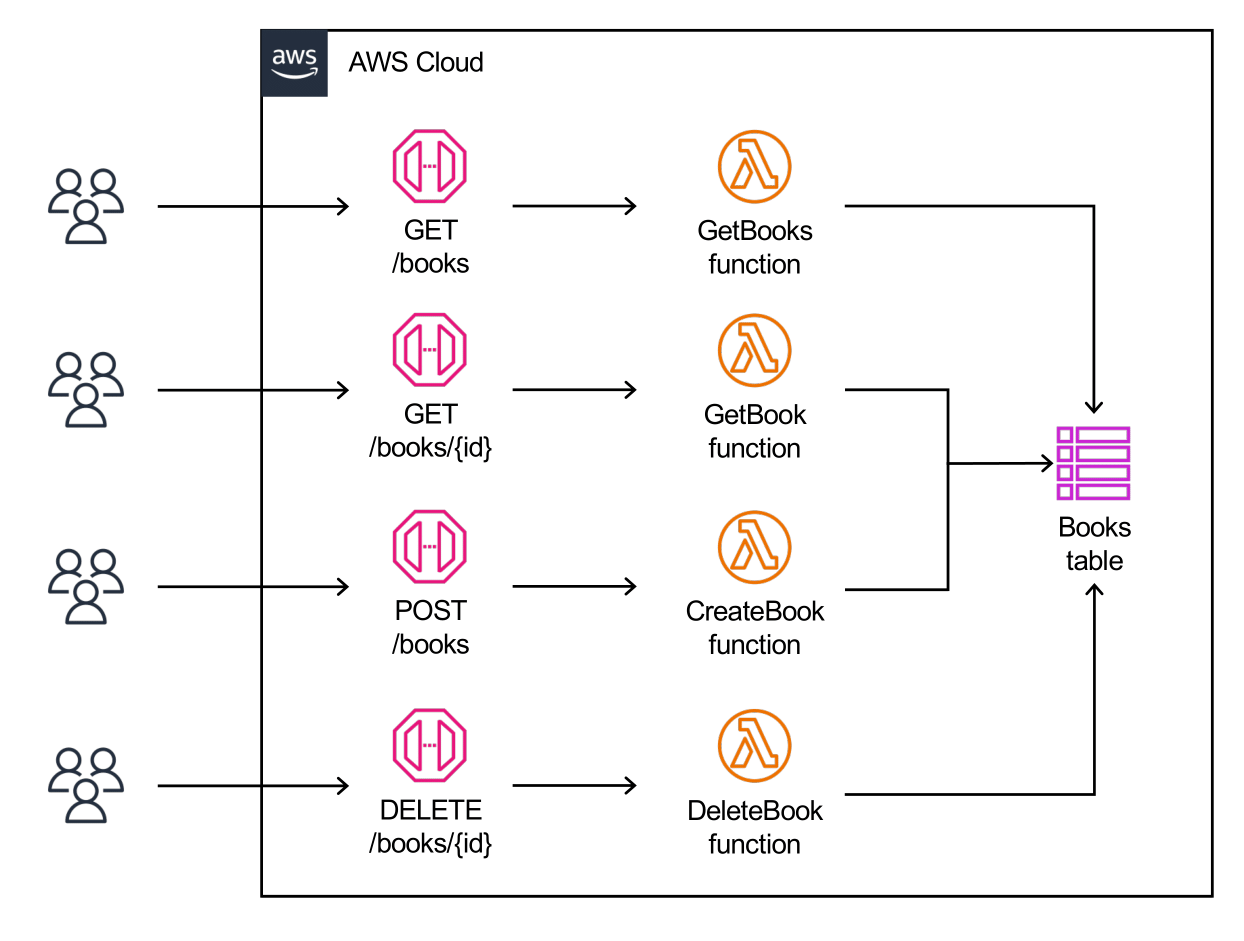 aws
AWS Cloud
GET
/books
GetBooks
function
GET
/books/{id}
GetBook
function
Books
table
POST
/books
CreateBook
function
DELETE
/books/{id}
DeleteBook
function